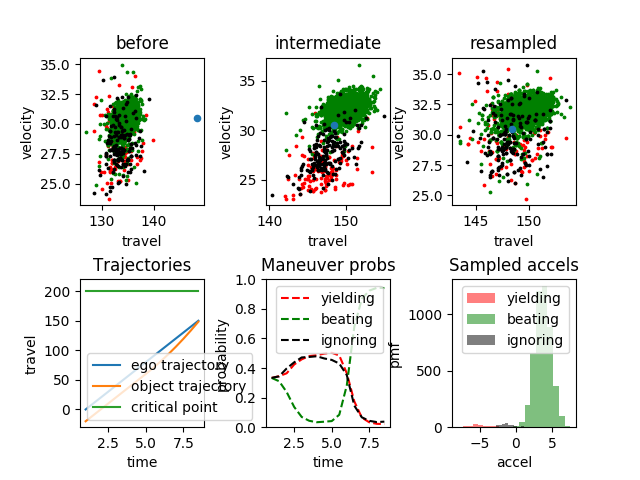 before
intermediate
resampled
35.0
32.5
30.0
27.5
25.0
velocity
130
140
travel
35
30
25
velocity
140
150
travel
35.0
32.5
30.0
27.5
25.0
velocity
145
150
travel
Trajectories
Maneuver probs
Sampled accels
200
150
100
50
0
travel
ego trajectory
object trajectory
critical point
2.5
5.0
7.5
time
1.0
0.8
0.6
0.4
0.2
0.0
probability
yielding
beating
ignoring
2.5
5.0
7.5
time
1000
500
0
pmf
yielding
beating
ignoring
−5
0
5
accel